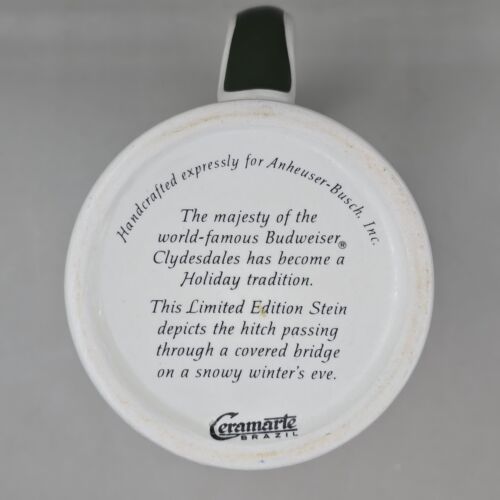 Handcrafted expressly for Anheuser-Busch, Inc.
The majesty of the
world-famous Budweiser®
Clydesdales has become a
Holiday tradition.
This Limited Edition Stein
depicts the hitch passing
through a covered bridge
on a snowy winter's eve.
Ceramarte
BRAZIL